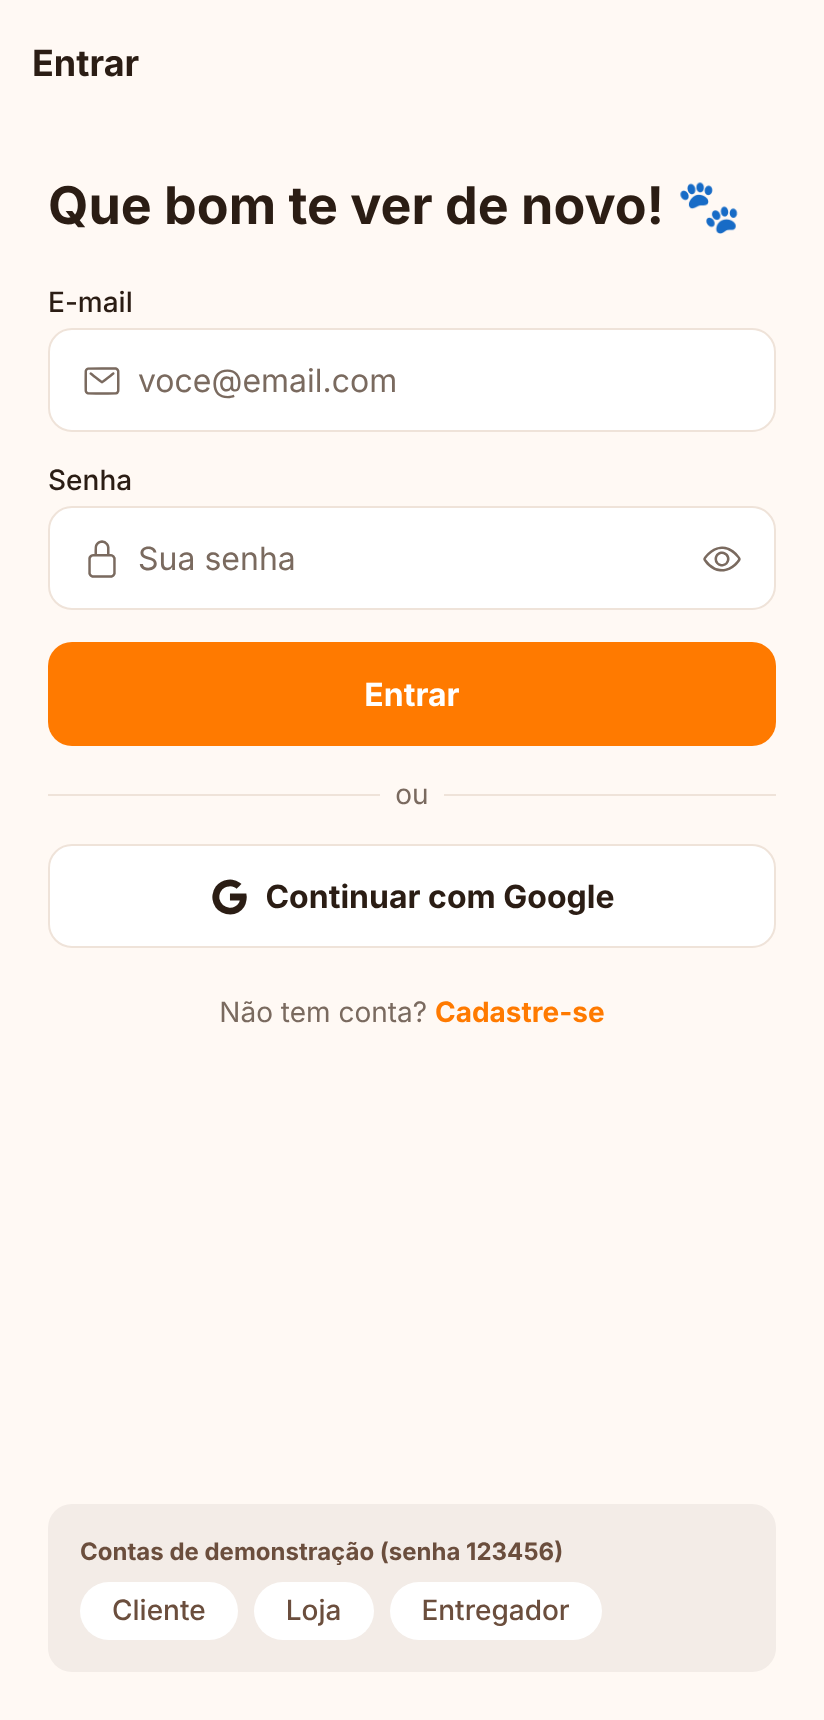 Entrar
Que bom te ver de novo! 🐾
E-mail
voce@email.com
Senha
Sua senha
Entrar
ou
Continuar com Google
Não tem conta? Cadastre-se
Contas de demonstração (senha 123456)
Cliente Loja Entregador